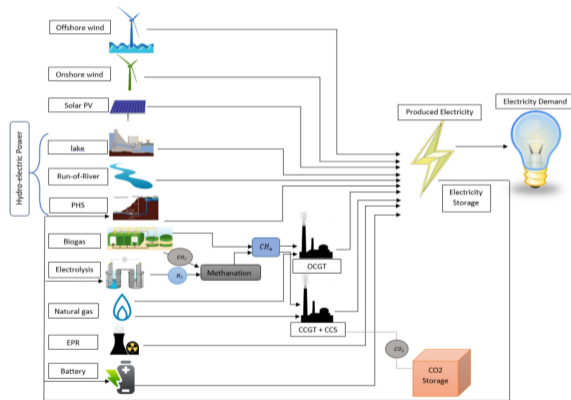 Offshore wind
Onshore wind
Solar PV
Hydro-electric Power
lake
Run-of-River
PHS
Biogas
Electrolysis
Natural gas
EPR
Battery
CO₂
H₂
Methanation
CH₄
OCGT
CCGT + CCS
CO₂
CO2
Storage
Produced Electricity
Electricity
Storage
Electricity Demand